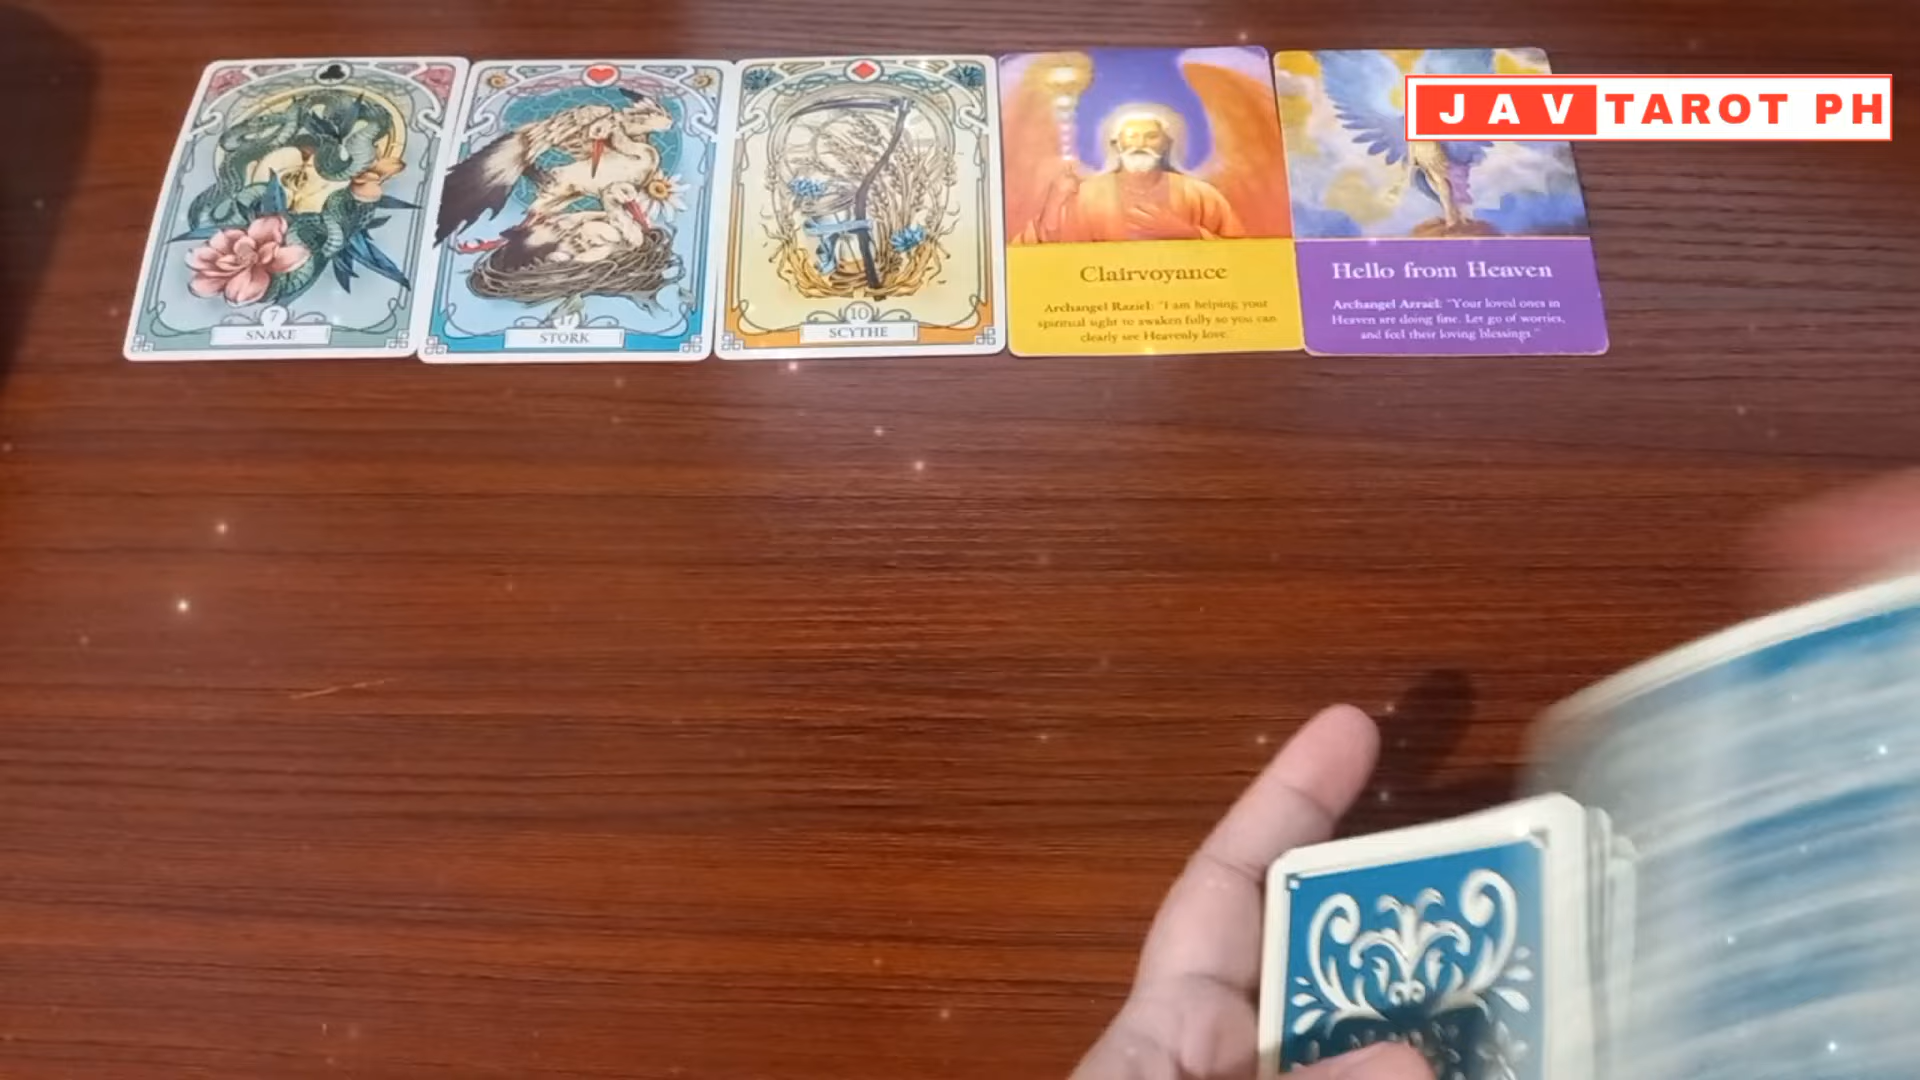 JAV TAROT PH
7
SNAKE
17
STORK
10
SCYTHE
Clairvoyance
Archangel Raziel: "I am helping your
spiritual sight to awaken fully so you can
clearly see Heavenly love."
Hello from Heaven
Archangel Azrael: "Your loved ones in
Heaven are doing fine. Let go of worries,
and feel their loving blessings."